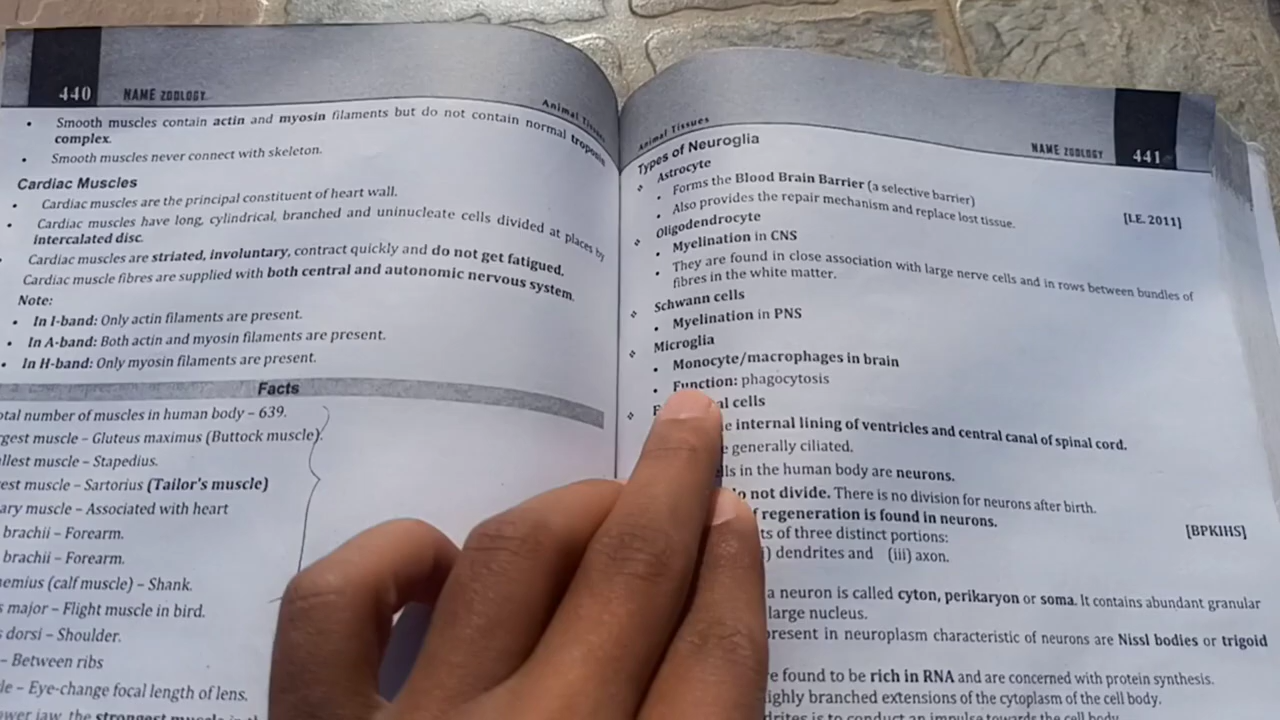 440 NAME ZOOLOGY
Animal
Smooth muscles contain actin and myosin filaments but do not contain normal
complex.
Smooth muscles never connect with skeleton.
Cardiac Muscles
Cardiac muscles are the principal constituent of heart wall.
Cardiac muscles have long, cylindrical, branched and uninucleate cells divided at places by
intercalated disc.
Cardiac muscles are striated, involuntary, contract quickly and do not get fatigued.
Cardiac muscle fibres are supplied with both central and autonomic nervous system.
Note:
• In I-band: Only actin filaments are present.
• In A-band: Both actin and myosin filaments are present.
• In H-band: Only myosin filaments are present.
Facts
number of muscles in human body – 639.
muscle – Gluteus maximus (Buttock muscle).
muscle – Stapedius.
muscle – Sartorius (Tailor's muscle)
muscle – Associated with heart
brachii – Forearm.
brachii – Forearm.
(calf muscle) – Shank.
major – Flight muscle in bird.
dorsi – Shoulder.
– Between ribs
– Eye-change focal length of lens.
jaw, the strongest
Animal Tissues
NAME ZOOLOGY 441
Types of Neuroglia
Astrocyte
• Forms the Blood Brain Barrier (a selective barrier)
• Also provides the repair mechanism and replace lost tissue. [I.E. 2011]
Oligodendrocyte
• Myelination in CNS
• They are found in close association with large nerve cells and in rows between bundles of
fibres in the white matter.
Schwann cells
• Myelination in PNS
Microglia
• Monocyte/macrophages in brain
• Function: phagocytosis
cells
internal lining of ventricles and central canal of spinal cord.
generally ciliated.
in the human body are neurons.
not divide. There is no division for neurons after birth.
regeneration is found in neurons. [BPKIHS]
of three distinct portions:
dendrites and (iii) axon.
a neuron is called cyton, perikaryon or soma. It contains abundant granular
large nucleus.
present in neuroplasm characteristic of neurons are Nissl bodies or trigoid
found to be rich in RNA and are concerned with protein synthesis.
highly branched extensions of the cytoplasm of the cell body.
is to conduct an impulse towards the cell body